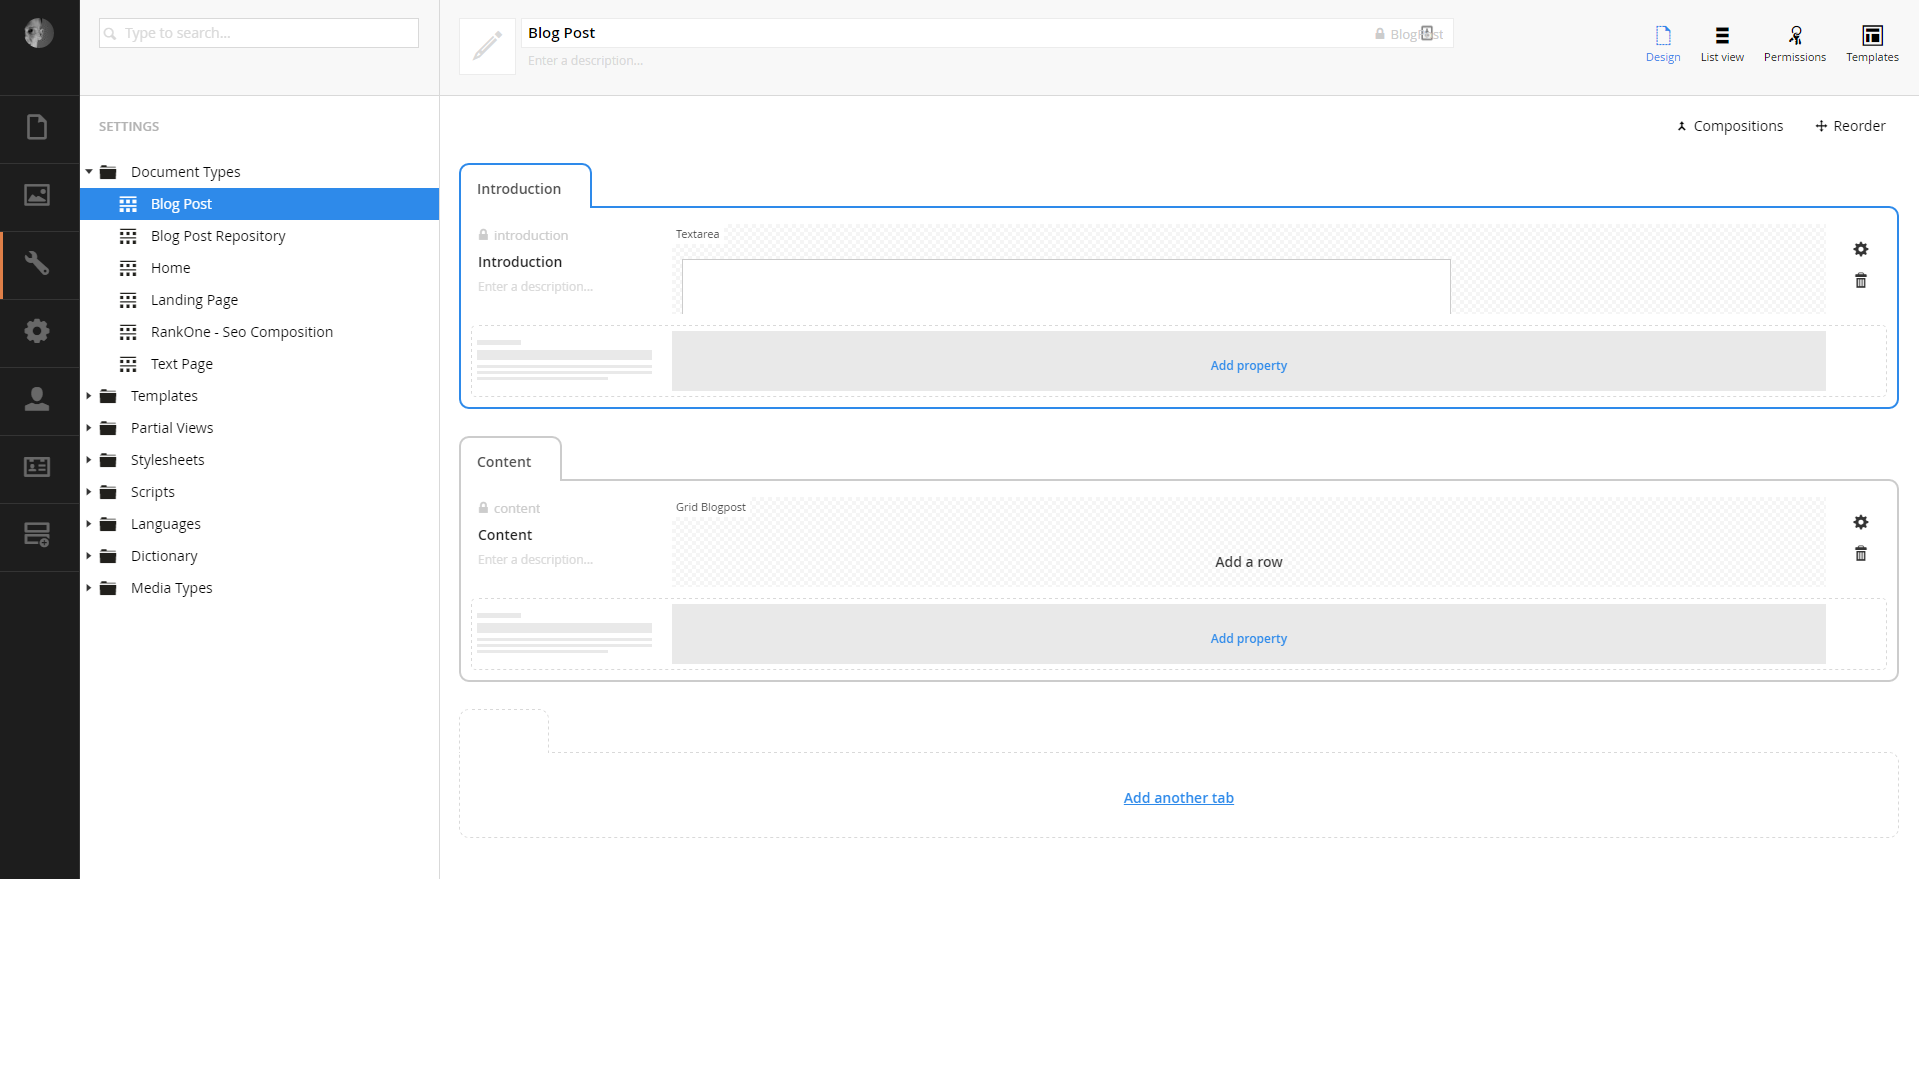 Type to search...
SETTINGS
Document Types
Blog Post
Blog Post Repository
Home
Landing Page
RankOne - Seo Composition
Text Page
Templates
Partial Views
Stylesheets
Scripts
Languages
Dictionary
Media Types
Blog Post
Enter a description...
Design
List view
Permissions
Templates
Compositions
Reorder
Introduction
introduction
Introduction
Enter a description...
Textarea
Add property
Content
content
Content
Enter a description...
Grid Blogpost
Add a row
Add property
Add another tab